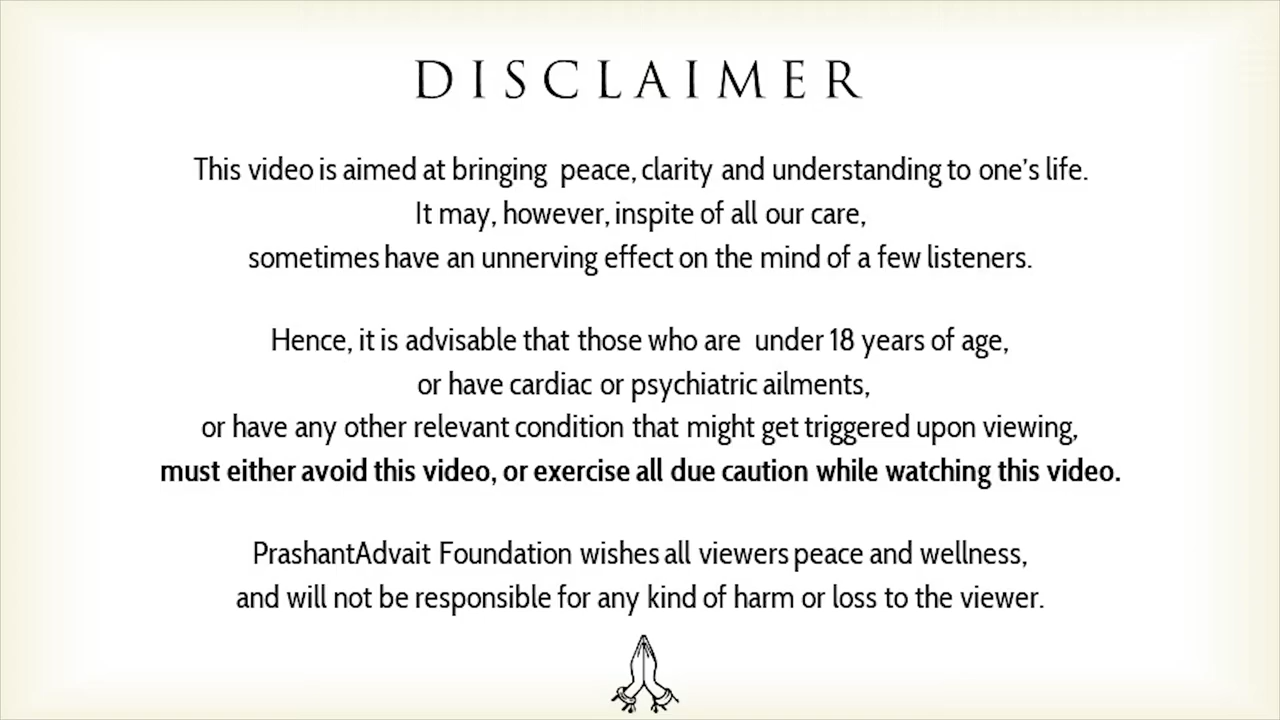 DISCLAIMER
This video is aimed at bringing peace, clarity and understanding to one's life.
It may, however, inspite of all our care,
sometimes have an unnerving effect on the mind of a few listeners.
Hence, it is advisable that those who are under 18 years of age,
or have cardiac or psychiatric ailments,
or have any other relevant condition that might get triggered upon viewing,
must either avoid this video, or exercise all due caution while watching this video.
PrashantAdvait Foundation wishes all viewers peace and wellness,
and will not be responsible for any kind of harm or loss to the viewer.